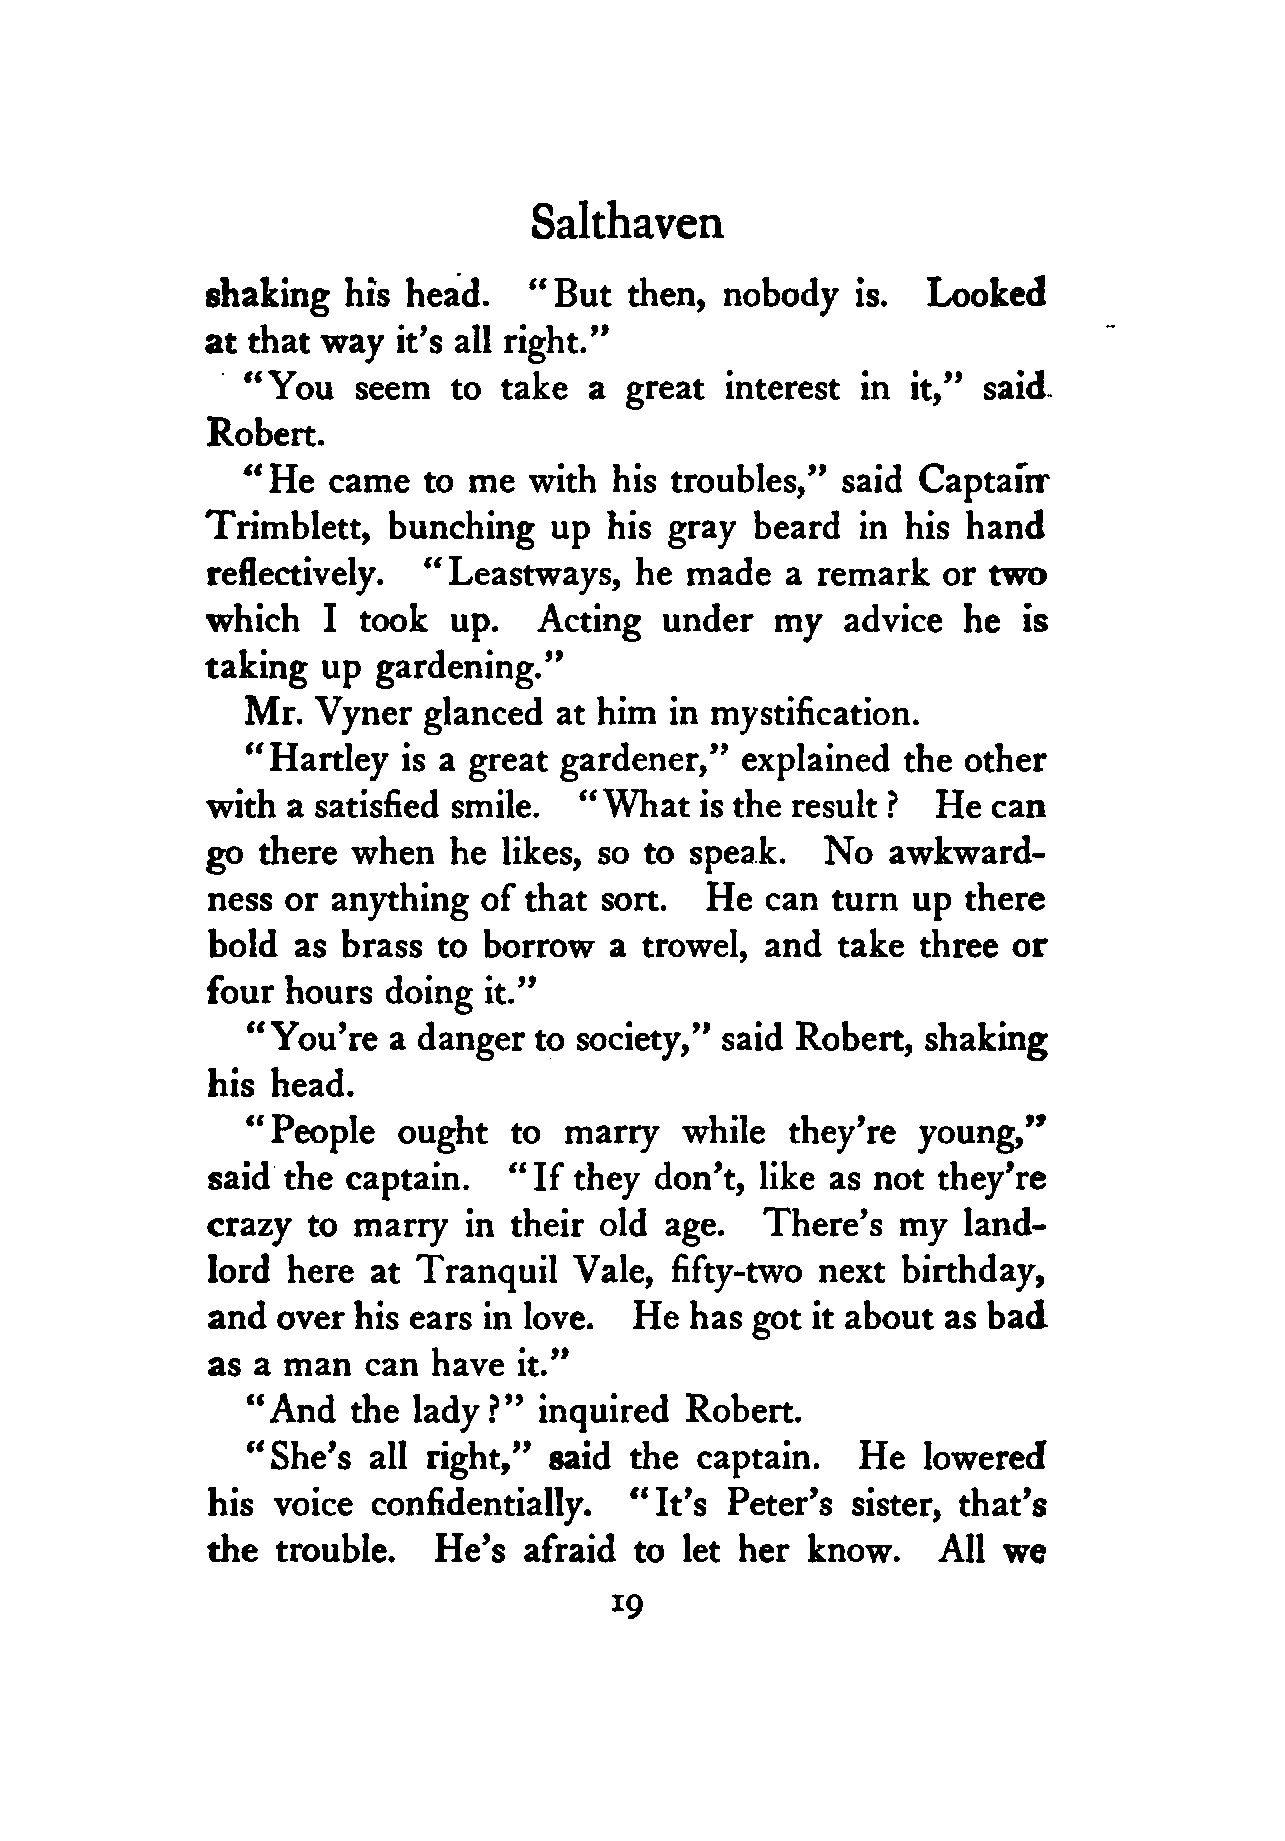 Salthaven
shaking his head. "But then, nobody is. Looked
at that way it's all right."
"You seem to take a great interest in it," said
Robert.
"He came to me with his troubles," said Captain
Trimblett, bunching up his gray beard in his hand
reflectively. "Leastways, he made a remark or two
which I took up. Acting under my advice he is
taking up gardening."
Mr. Vyner glanced at him in mystification.
"Hartley is a great gardener," explained the other
with a satisfied smile. "What is the result? He can
go there when he likes, so to speak. No awkward-
ness or anything of that sort. He can turn up there
bold as brass to borrow a trowel, and take three or
four hours doing it."
"You're a danger to society," said Robert, shaking
his head.
"People ought to marry while they're young,"
said the captain. "If they don't, like as not they're
crazy to marry in their old age. There's my land-
lord here at Tranquil Vale, fifty-two next birthday,
and over his ears in love. He has got it about as bad
as a man can have it."
"And the lady?" inquired Robert.
"She's all right," said the captain. He lowered
his voice confidentially. "It's Peter's sister, that's
the trouble. He's afraid to let her know. All we
19